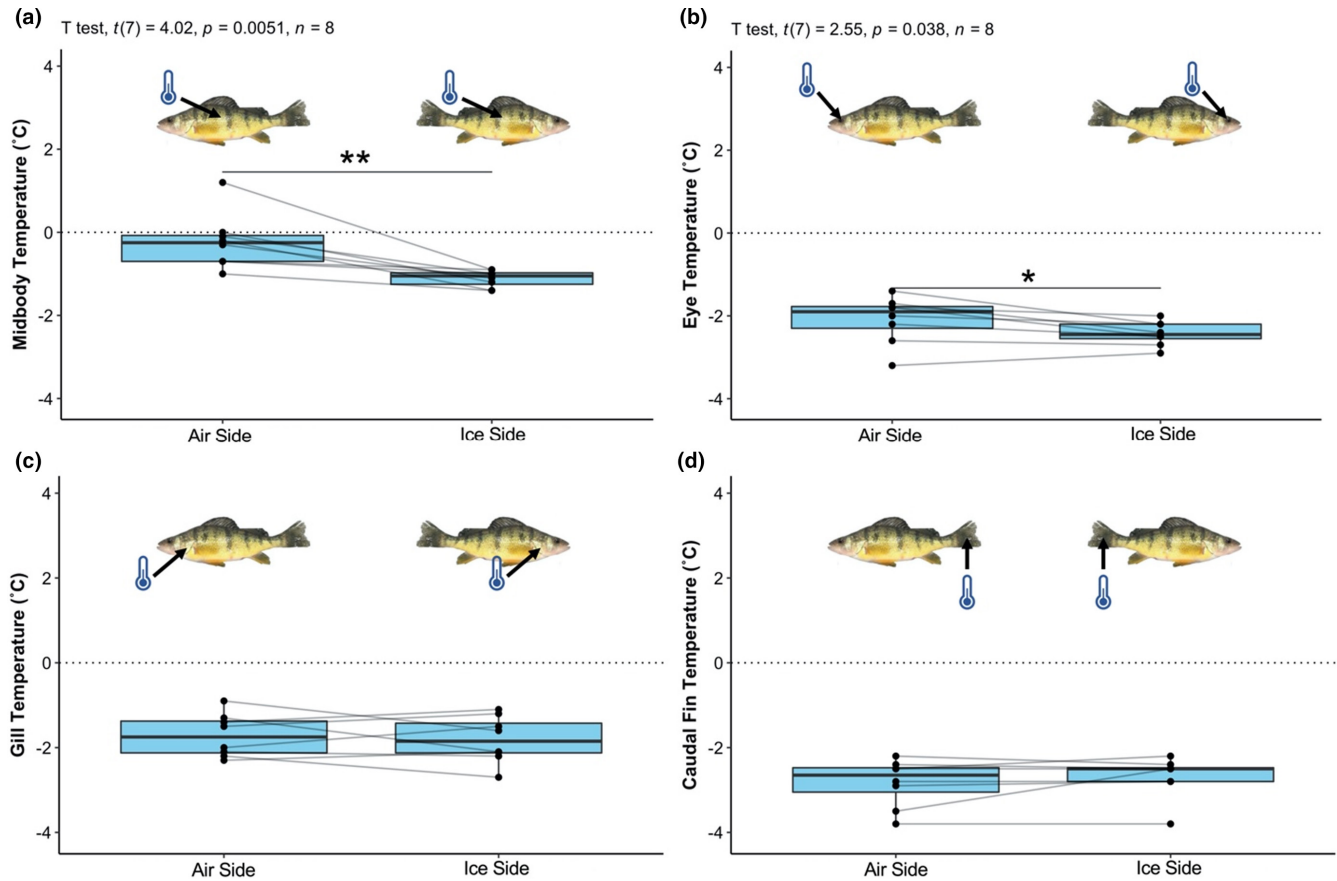 (a)
T test, t(7) = 4.02, p = 0.0051, n = 8
4
2
0
-2
-4
Midbody Temperature (˚C)
**
Air Side
Ice Side
(b)
T test, t(7) = 2.55, p = 0.038, n = 8
4
2
0
-2
-4
Eye Temperature (˚C)
*
Air Side
Ice Side
(c)
4
2
0
-2
-4
Gill Temperature (˚C)
Air Side
Ice Side
(d)
4
2
0
-2
-4
Caudal Fin Temperature (˚C)
Air Side
Ice Side